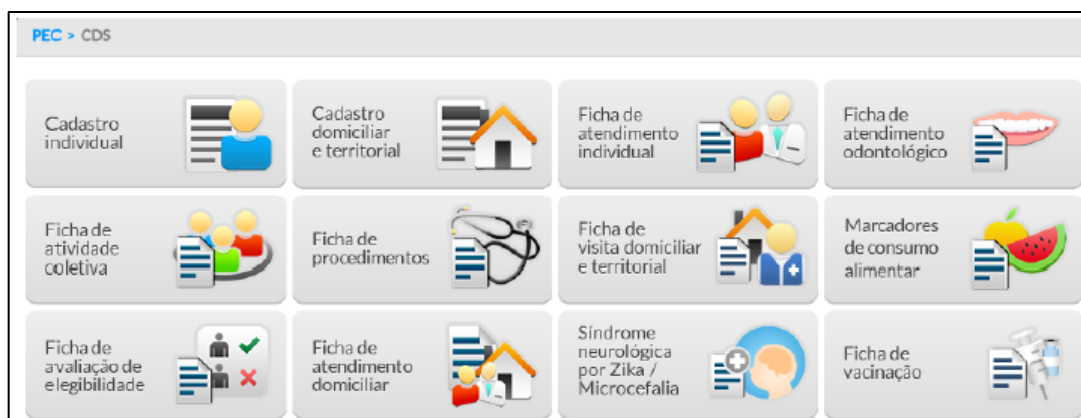 PEC > CDS
Cadastro
individual
Cadastro
domiciliar
e territorial
Ficha de
atendimento
individual
Ficha de
atendimento
odontológico
Ficha de
atividade
coletiva
Ficha de
procedimentos
Ficha de
visita domiciliar
e territorial
Marcadores
de consumo
alimentar
Ficha de
avaliação de
elegibilidade
Ficha de
atendimento
domiciliar
Síndrome
neurológica
por Zika /
Microcefalia
Ficha de
vacinação